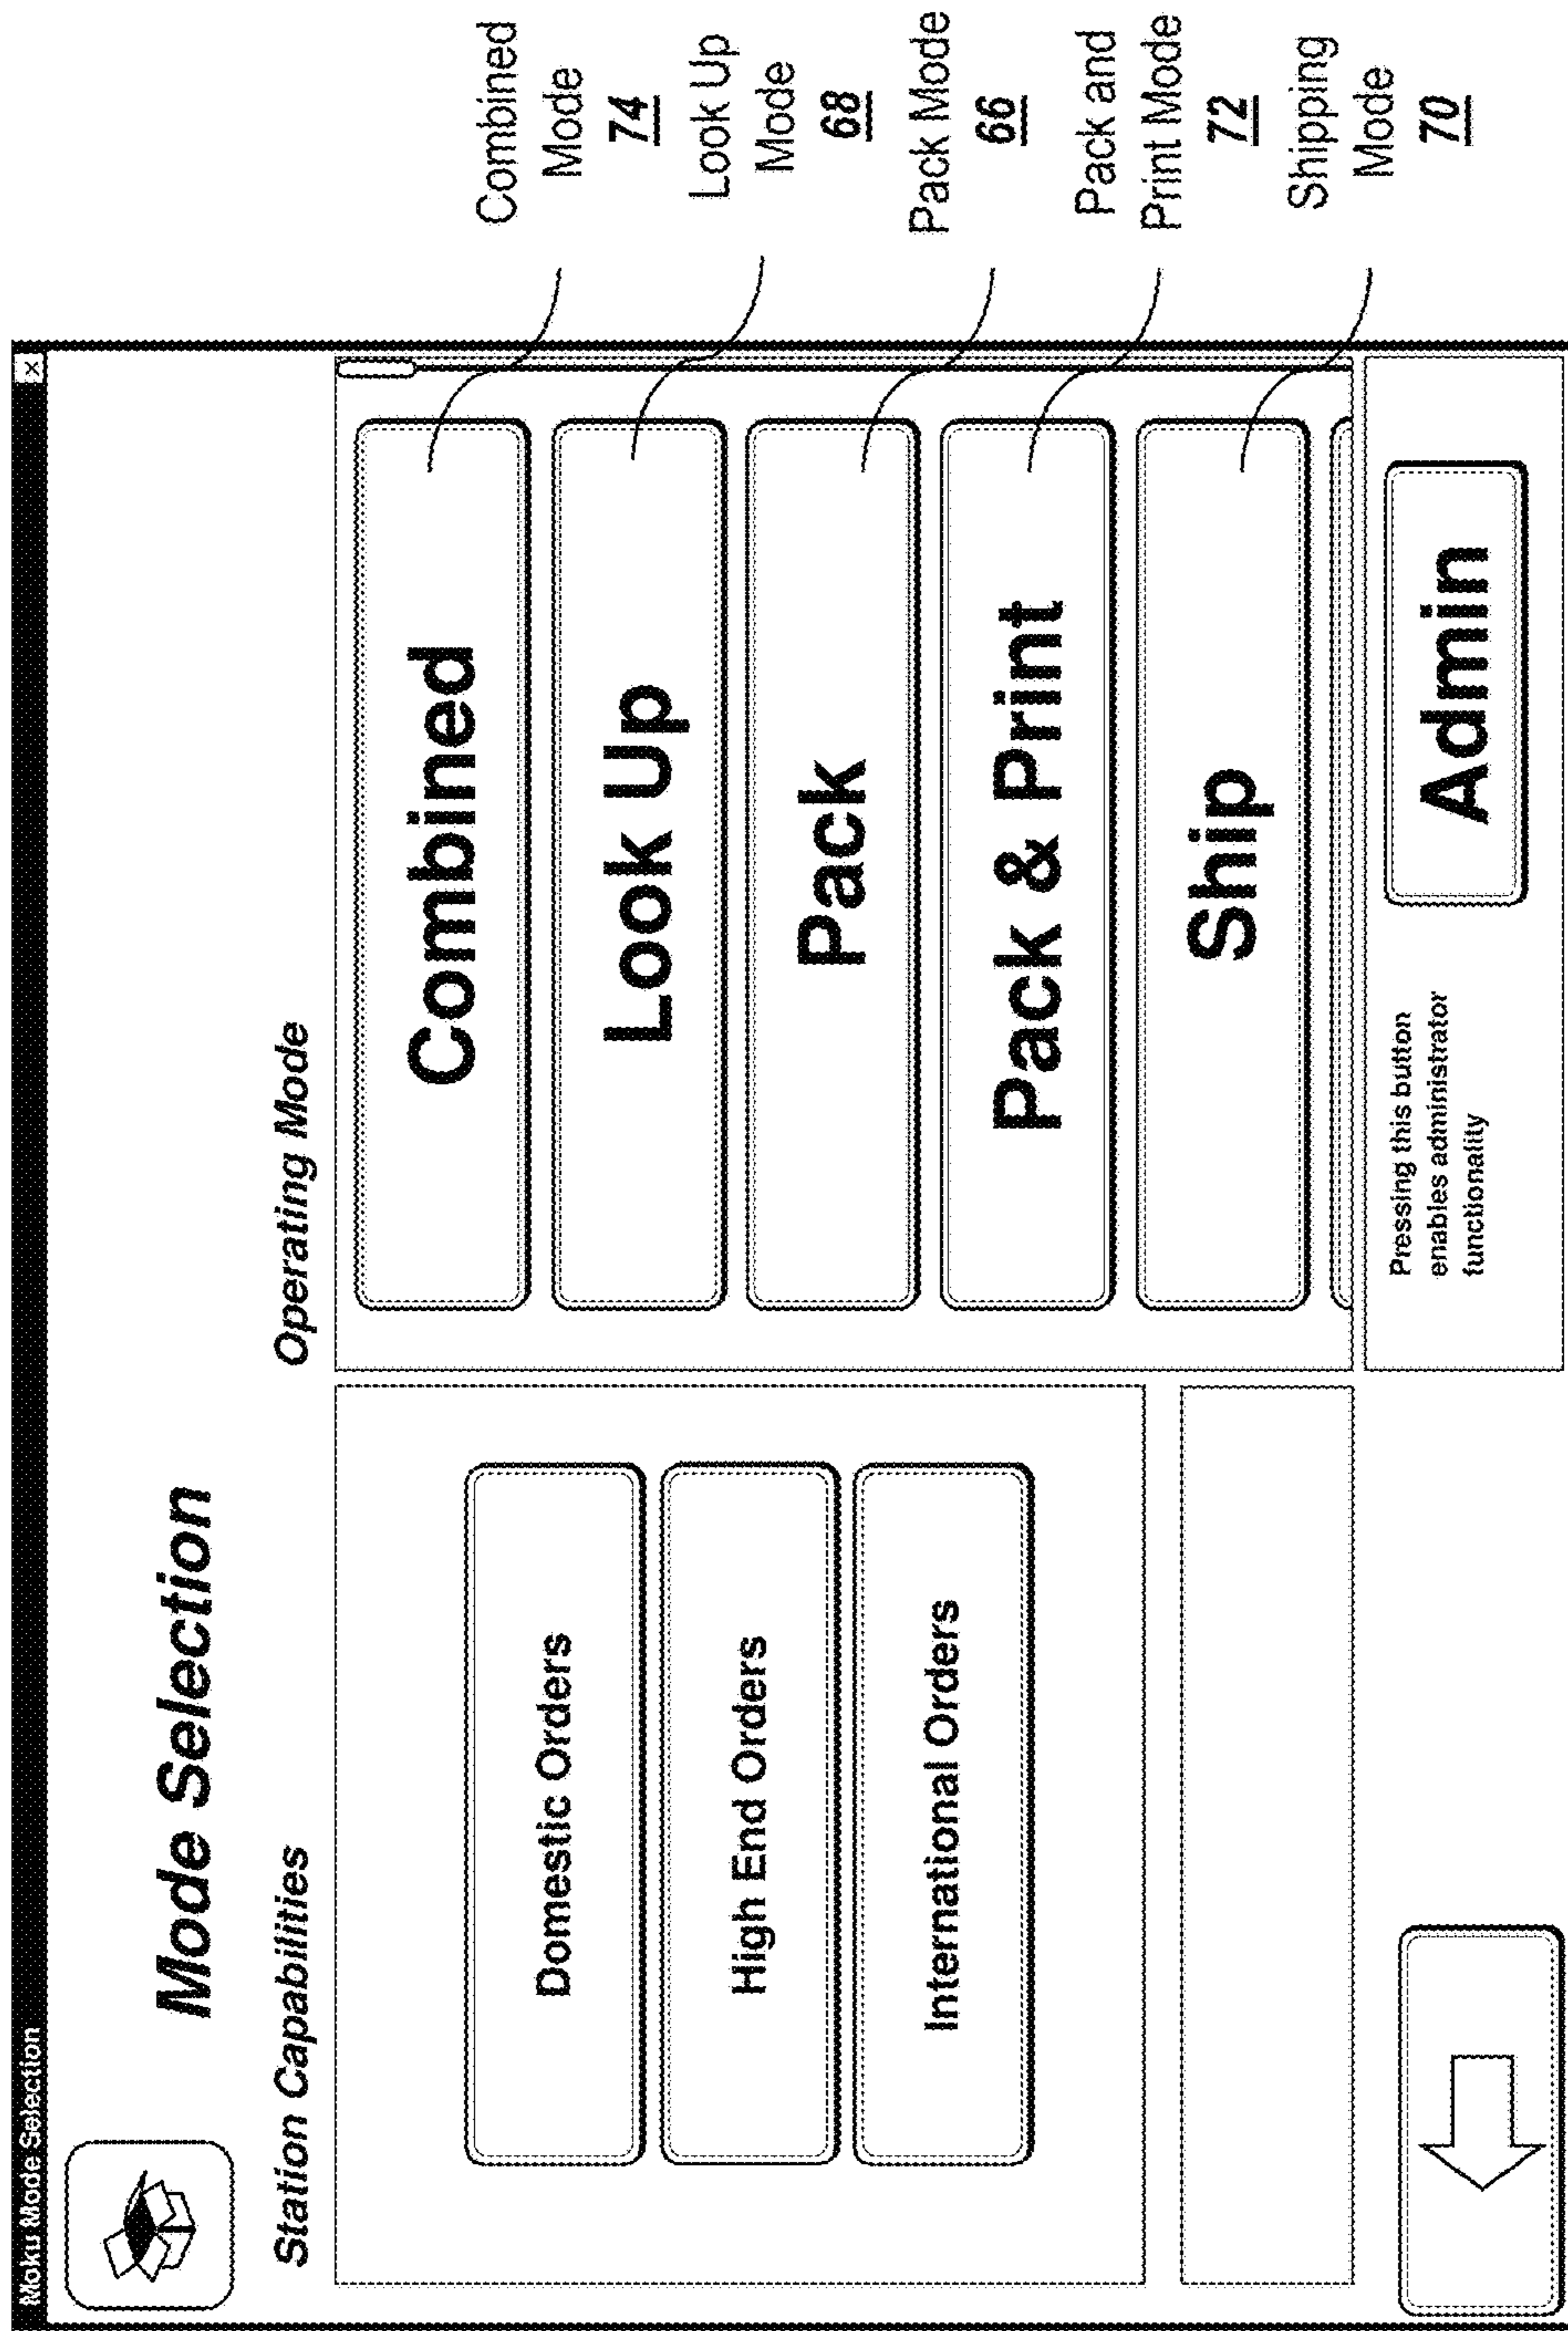 Moku Mode Selection
X
Mode Selection
Station Capabilities
Domestic Orders
High End Orders
International Orders
Operating Mode
Combined
Look Up
Pack
Pack & Print
Ship
Pressing this button
enables administrator
functionality
Admin
Combined
Mode
74
Look Up
Mode
68
Pack Mode
66
Pack and
Print Mode
72
Shipping
Mode
70